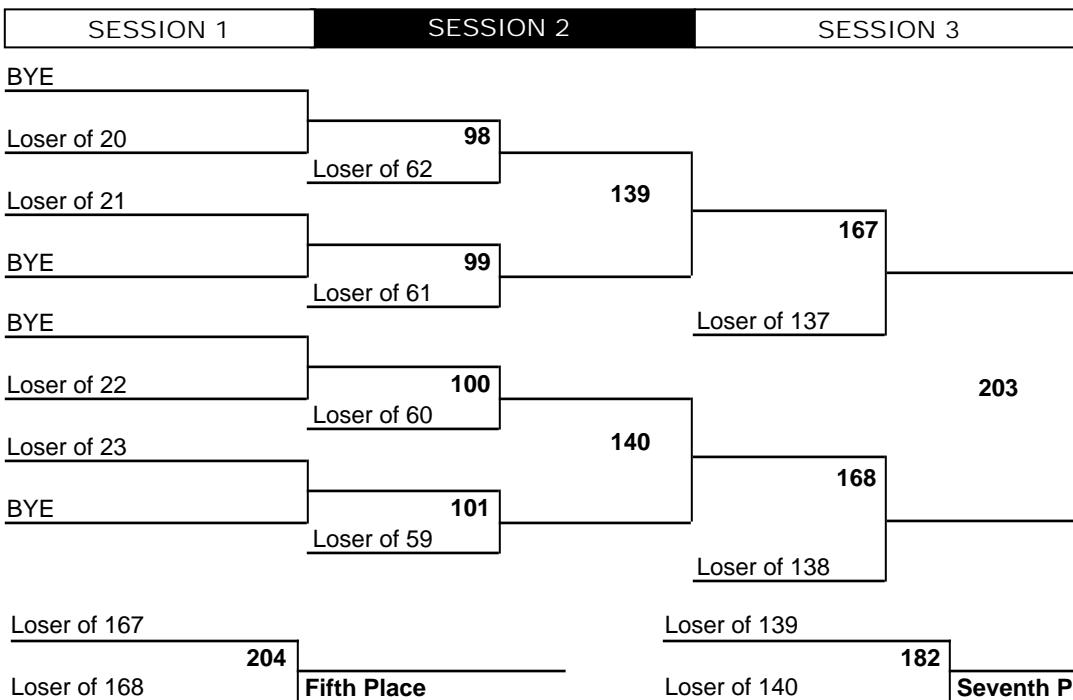 SESSION 1 SESSION 2 SESSION 3
BYE
Loser of 20
98
Loser of 62
139
Loser of 21
167
BYE
99
Loser of 61
BYE
Loser of 137
Loser of 22
100
203
Loser of 60
Loser of 23
140
168
BYE
101
Loser of 59
Loser of 138
Loser of 167
204
Loser of 168
Fifth Place
Loser of 139
182
Loser of 140
Seventh P